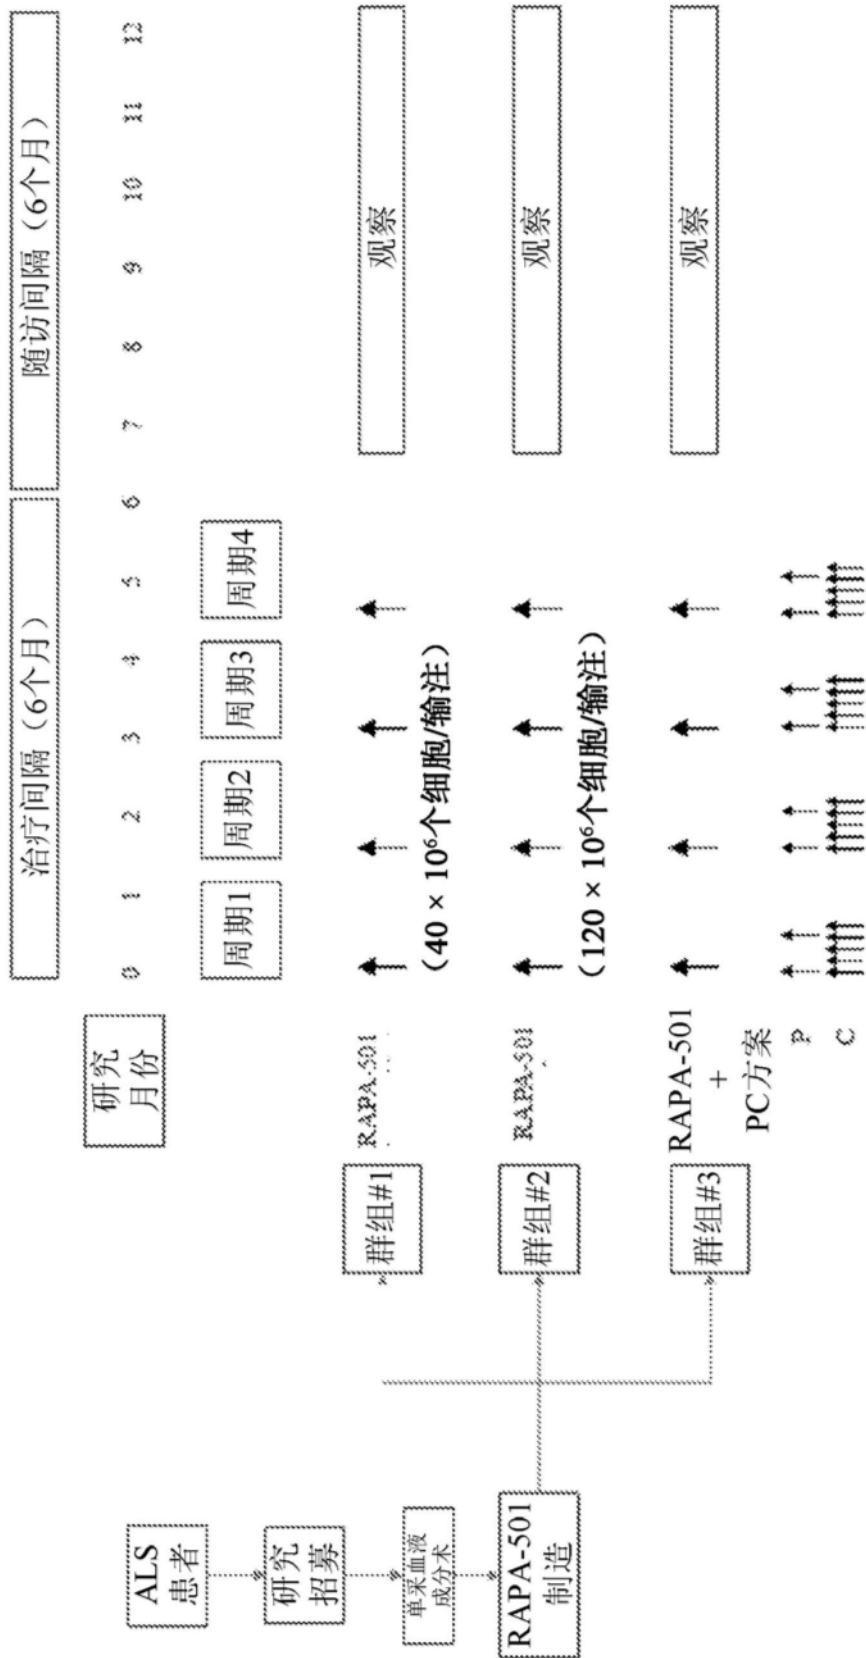 治疗间隔（6个月）
随访间隔（6个月）
研究
月份
0 1 2 3 4 5 6 7 8 9 10 11 12
周期1
周期2
周期3
周期4
ALS
患者
研究
招募
单采血液
成分术
RAPA-501
制造
群组#1
RAPA-501
（40 × 10⁶个细胞/输注）
观察
群组#2
RAPA-501
（120 × 10⁶个细胞/输注）
观察
群组#3
RAPA-501
+
PC方案
观察
P
C